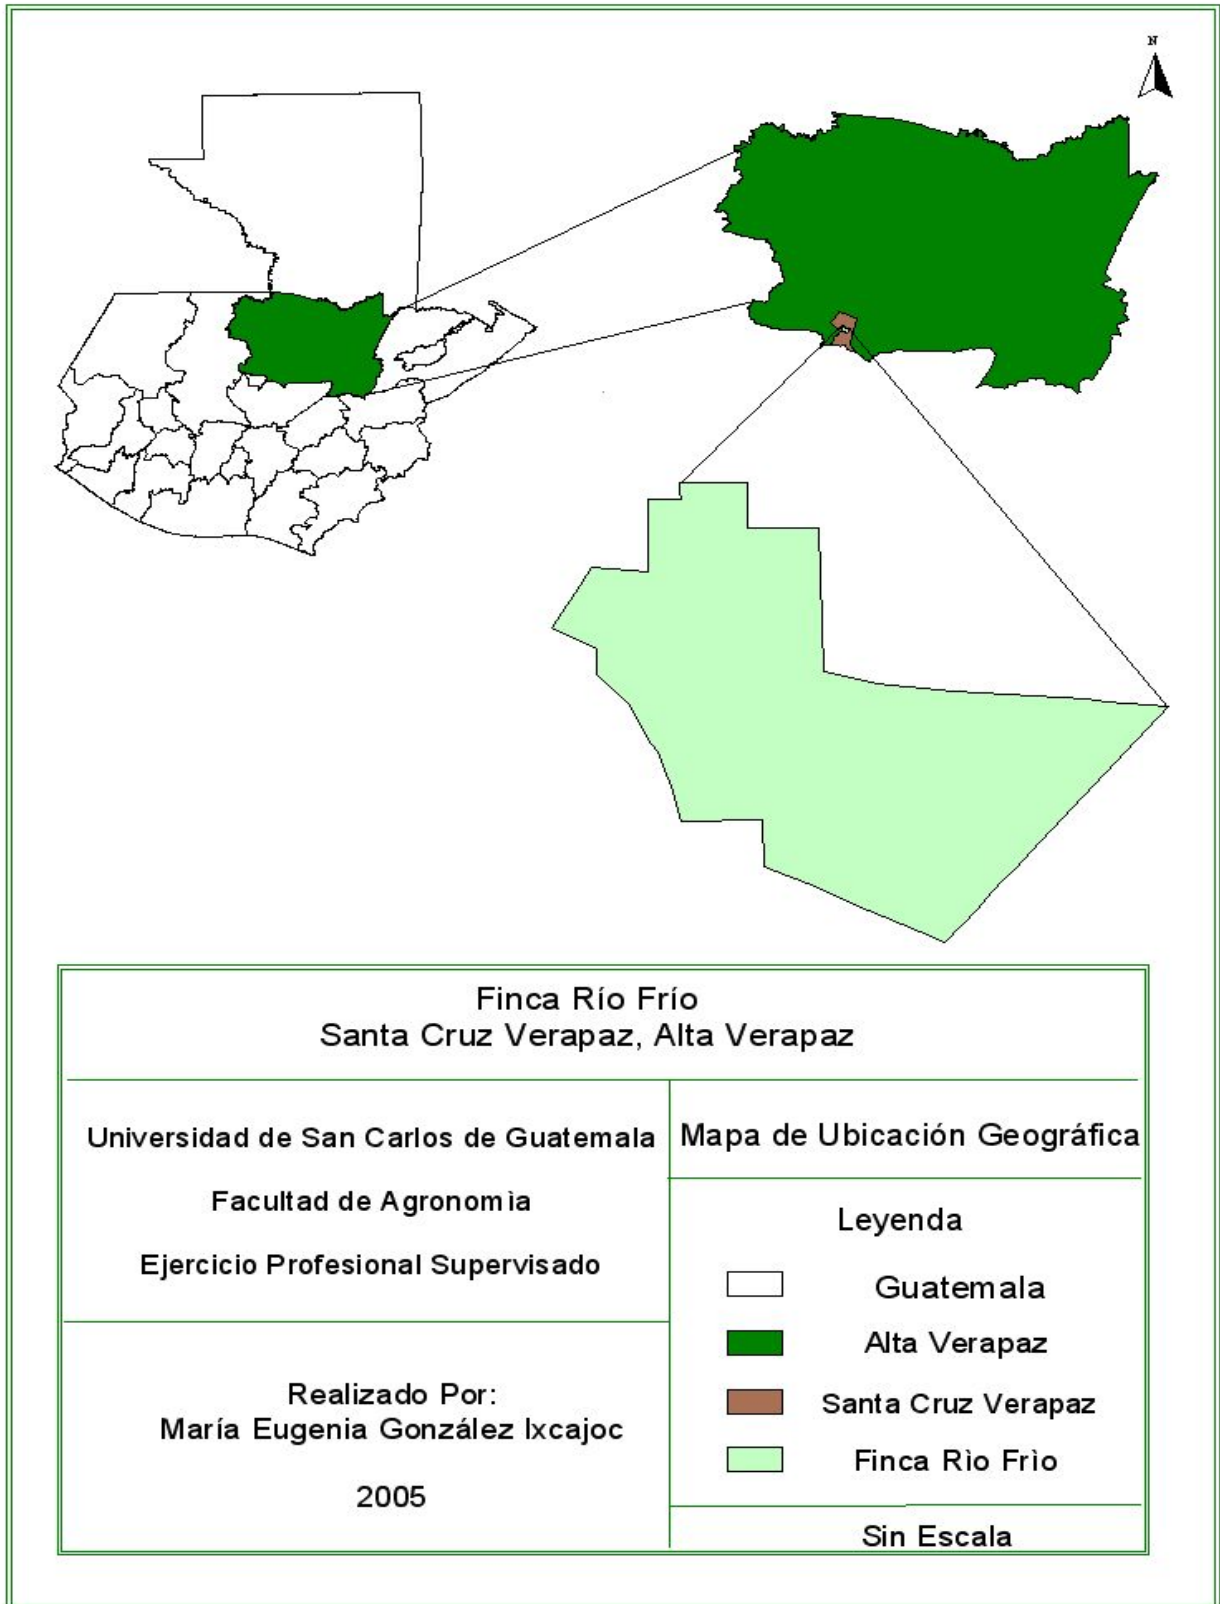 N
Finca Río Frío
Santa Cruz Verapaz, Alta Verapaz
Universidad de San Carlos de Guatemala
Facultad de Agronomìa
Ejercicio Profesional Supervisado
Realizado Por:
María Eugenia González Ixcajoc
2005
Mapa de Ubicación Geográfica
Leyenda
Guatemala
Alta Verapaz
Santa Cruz Verapaz
Finca Rìo Frìo
Sin Escala